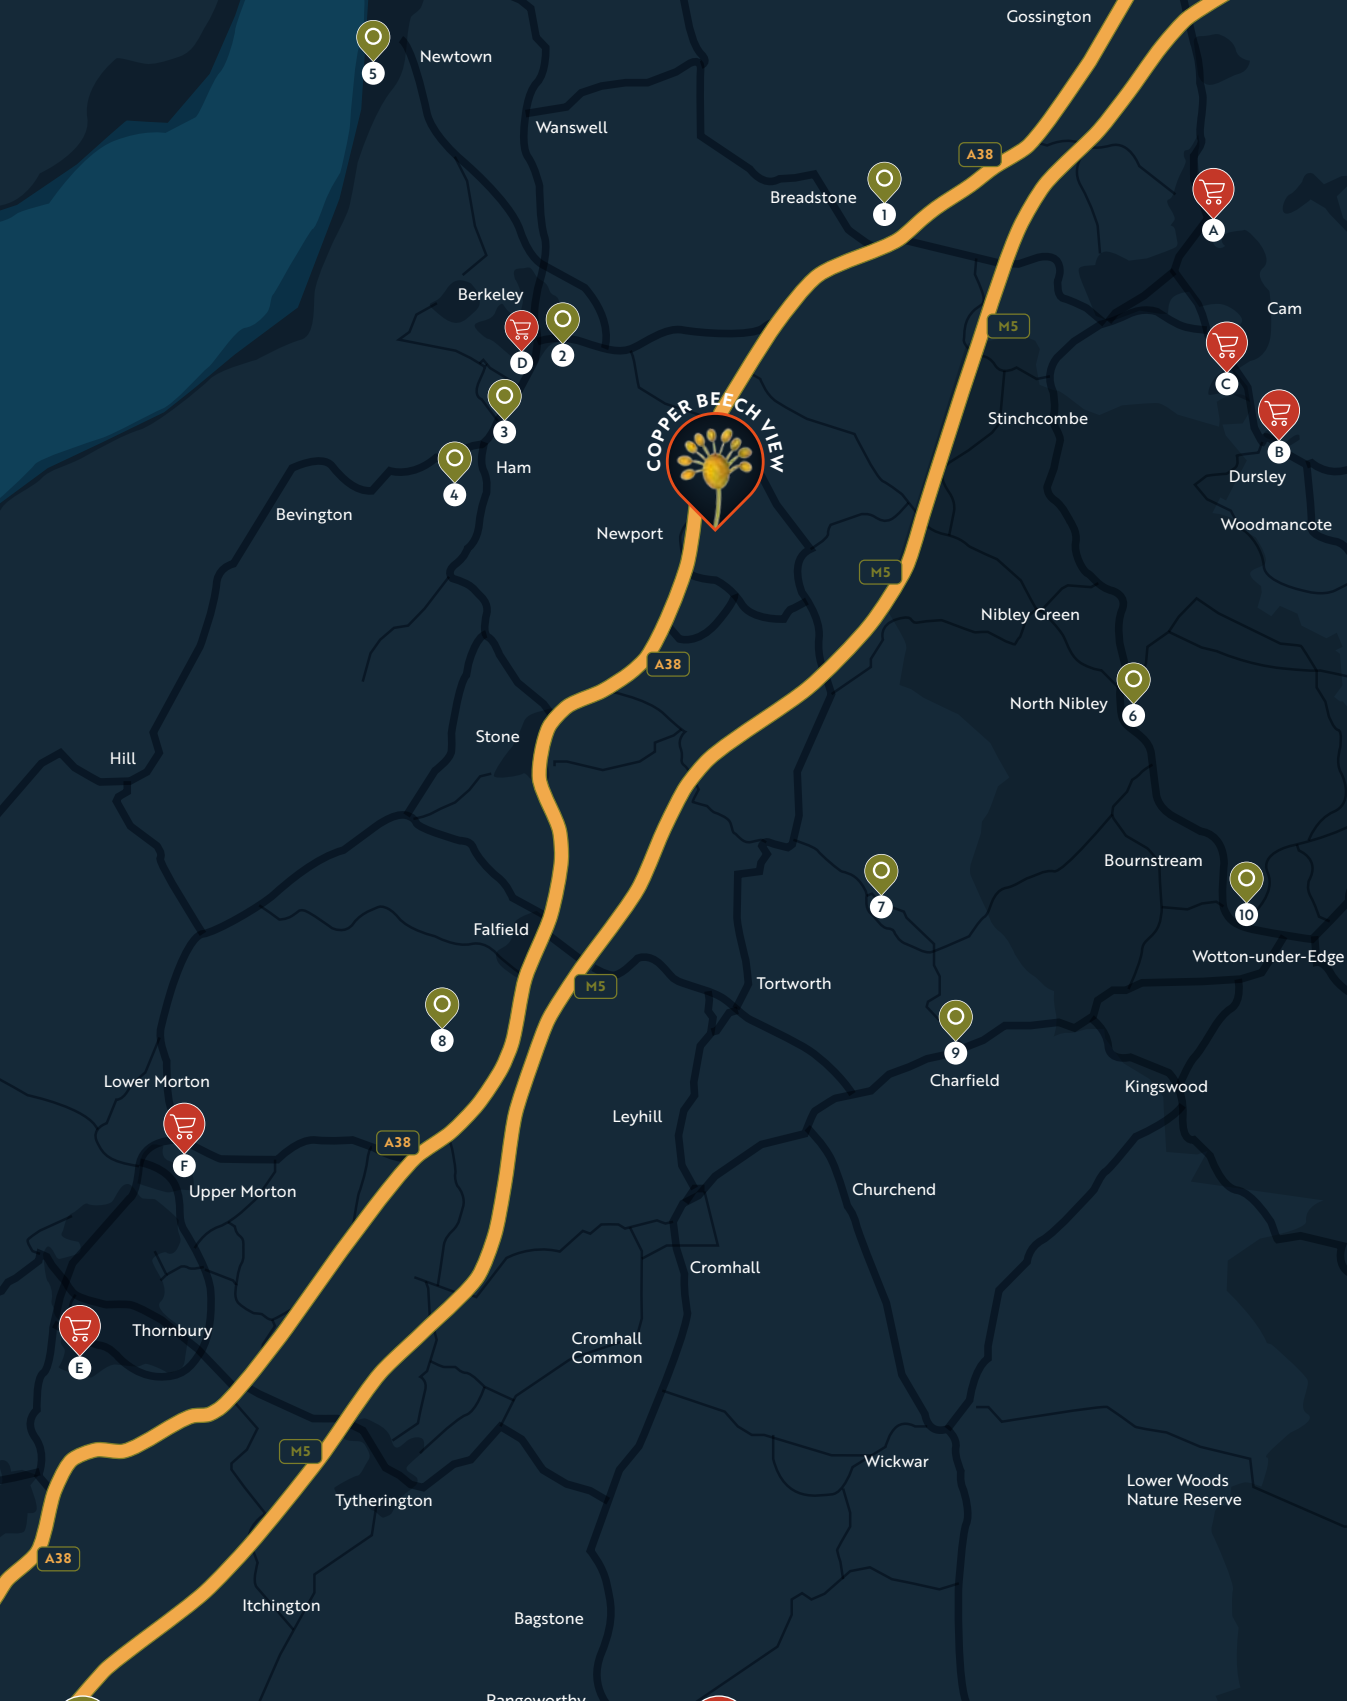 Gossington
5
Newtown
Wanswell
A38
Breadstone
1
A
Berkeley
D
2
M5
Cam
C
3
COPPER BEECH VIEW
Stinchcombe
B
Ham
4
Dursley
Bevington
Woodmancote
Newport
M5
Nibley Green
A38
North Nibley
6
Stone
Hill
Bournstream
7
10
Falfield
Wotton-under-Edge
M5
Tortworth
8
9
Lower Morton
Charfield
Kingswood
Leyhill
A38
F
Upper Morton
Churchend
Cromhall
Thornbury
E
Cromhall
Common
M5
Wickwar
Tytherington
Lower Woods
Nature Reserve
A38
Itchington
Bagstone
Rangeworthy